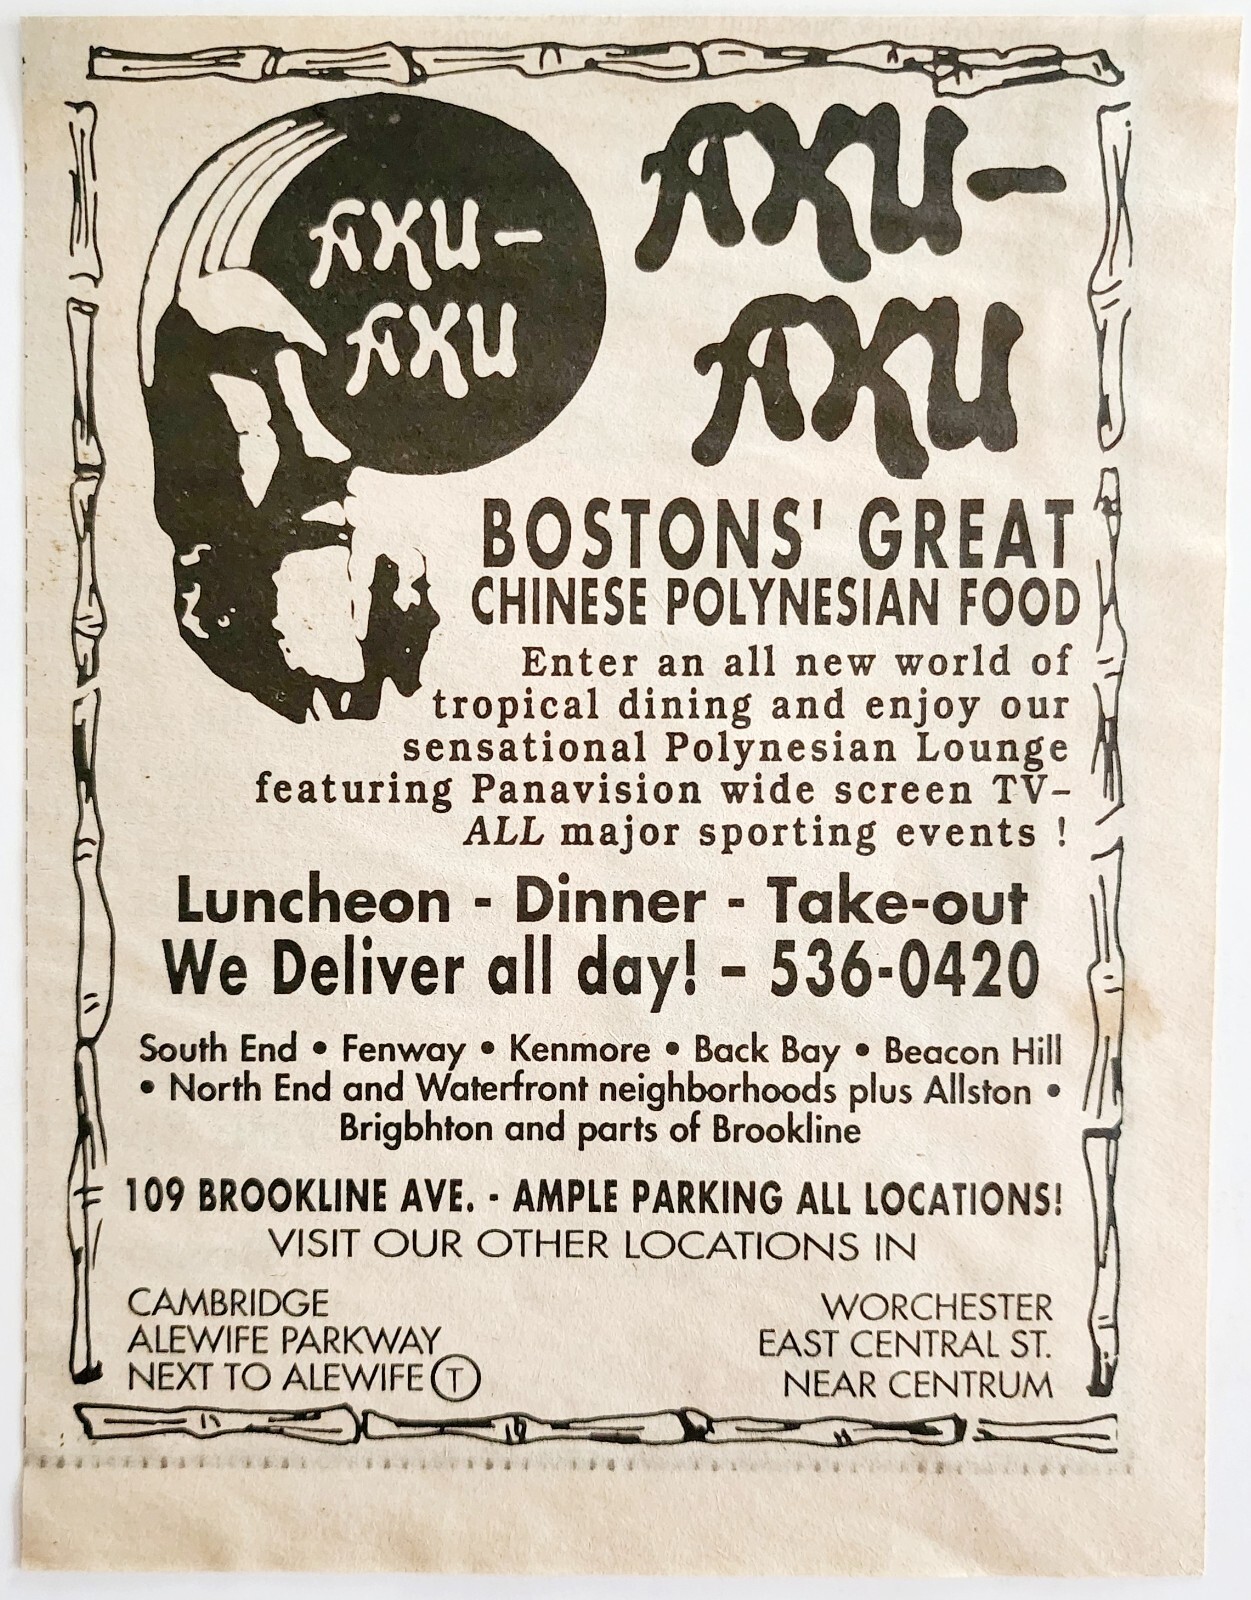 AKU-
AKU
AKU-
AKU
BOSTONS' GREAT
CHINESE POLYNESIAN FOOD
Enter an all new world of
tropical dining and enjoy our
sensational Polynesian Lounge
featuring Panavision wide screen TV-
ALL major sporting events !
Luncheon - Dinner - Take-out
We Deliver all day! - 536-0420
South End • Fenway • Kenmore • Back Bay • Beacon Hill
• North End and Waterfront neighborhoods plus Allston •
Brigbhton and parts of Brookline
109 BROOKLINE AVE. - AMPLE PARKING ALL LOCATIONS!
VISIT OUR OTHER LOCATIONS IN
CAMBRIDGE
ALEWIFE PARKWAY
NEXT TO ALEWIFE T
WORCHESTER
EAST CENTRAL ST.
NEAR CENTRUM